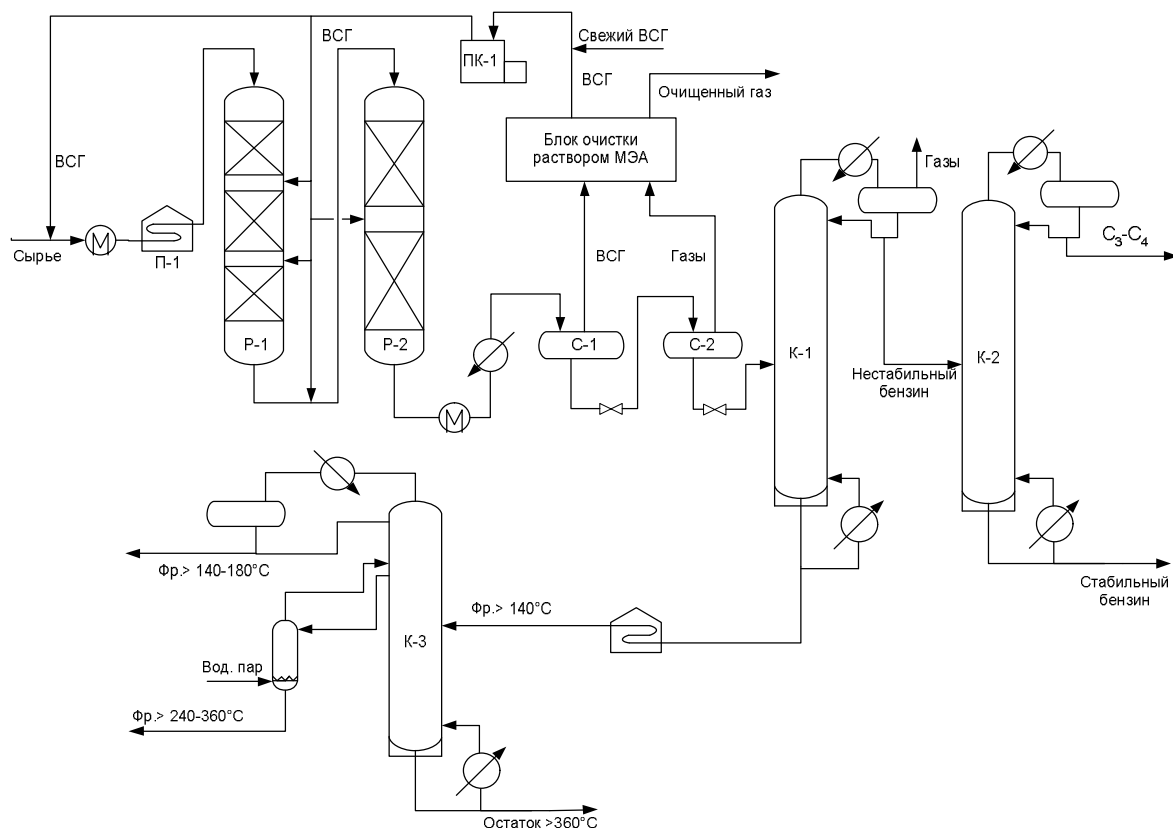 ВСГ
ПК-1
Свежий ВСГ
ВСГ
Очищенный газ
Блок очистки
раствором МЭА
Газы
ВСГ
C₃-C₄
М
Сырье
П-1
ВСГ
Газы
Р-1
Р-2
С-1
С-2
К-1
К-2
Нестабильный
бензин
М
Фр.> 140-180°С
Фр.> 140°С
Стабильный
бензин
К-3
Вод. пар
Фр.> 240-360°С
Остаток >360°С